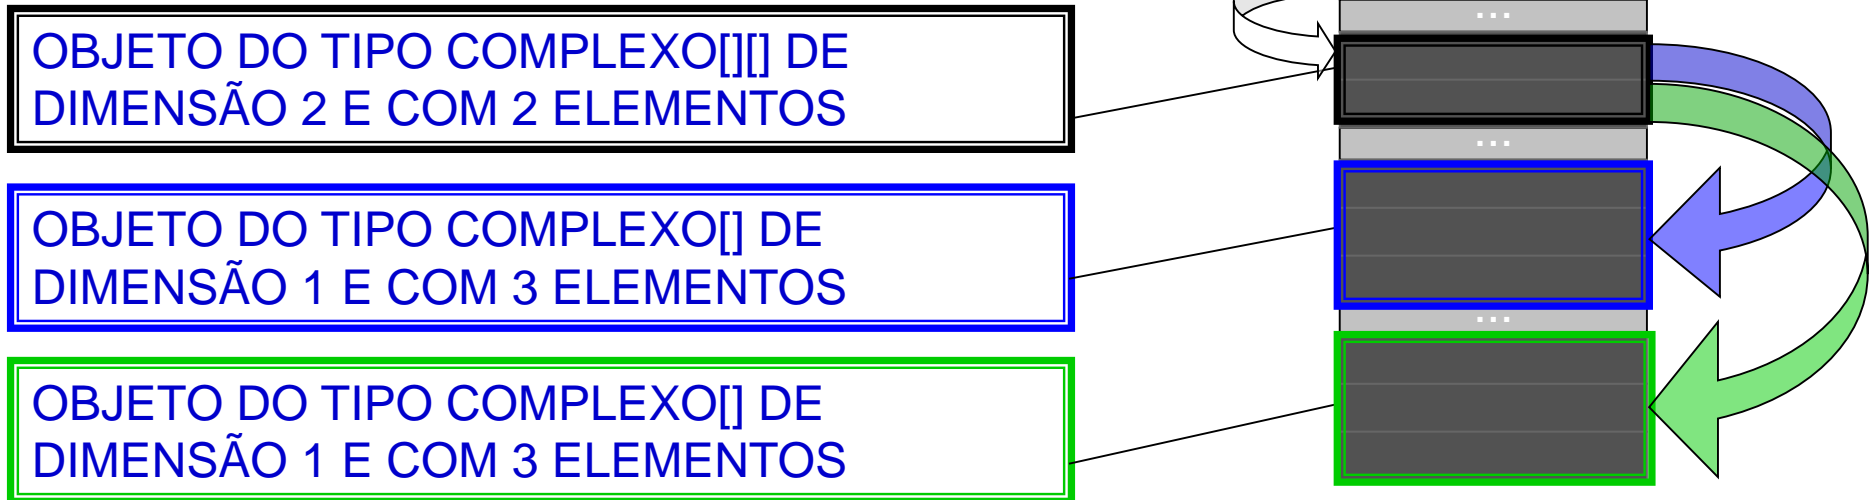 ...
OBJETO DO TIPO COMPLEXO[][] DE
DIMENSÃO 2 E COM 2 ELEMENTOS
...
OBJETO DO TIPO COMPLEXO[] DE
DIMENSÃO 1 E COM 3 ELEMENTOS
...
OBJETO DO TIPO COMPLEXO[] DE
DIMENSÃO 1 E COM 3 ELEMENTOS